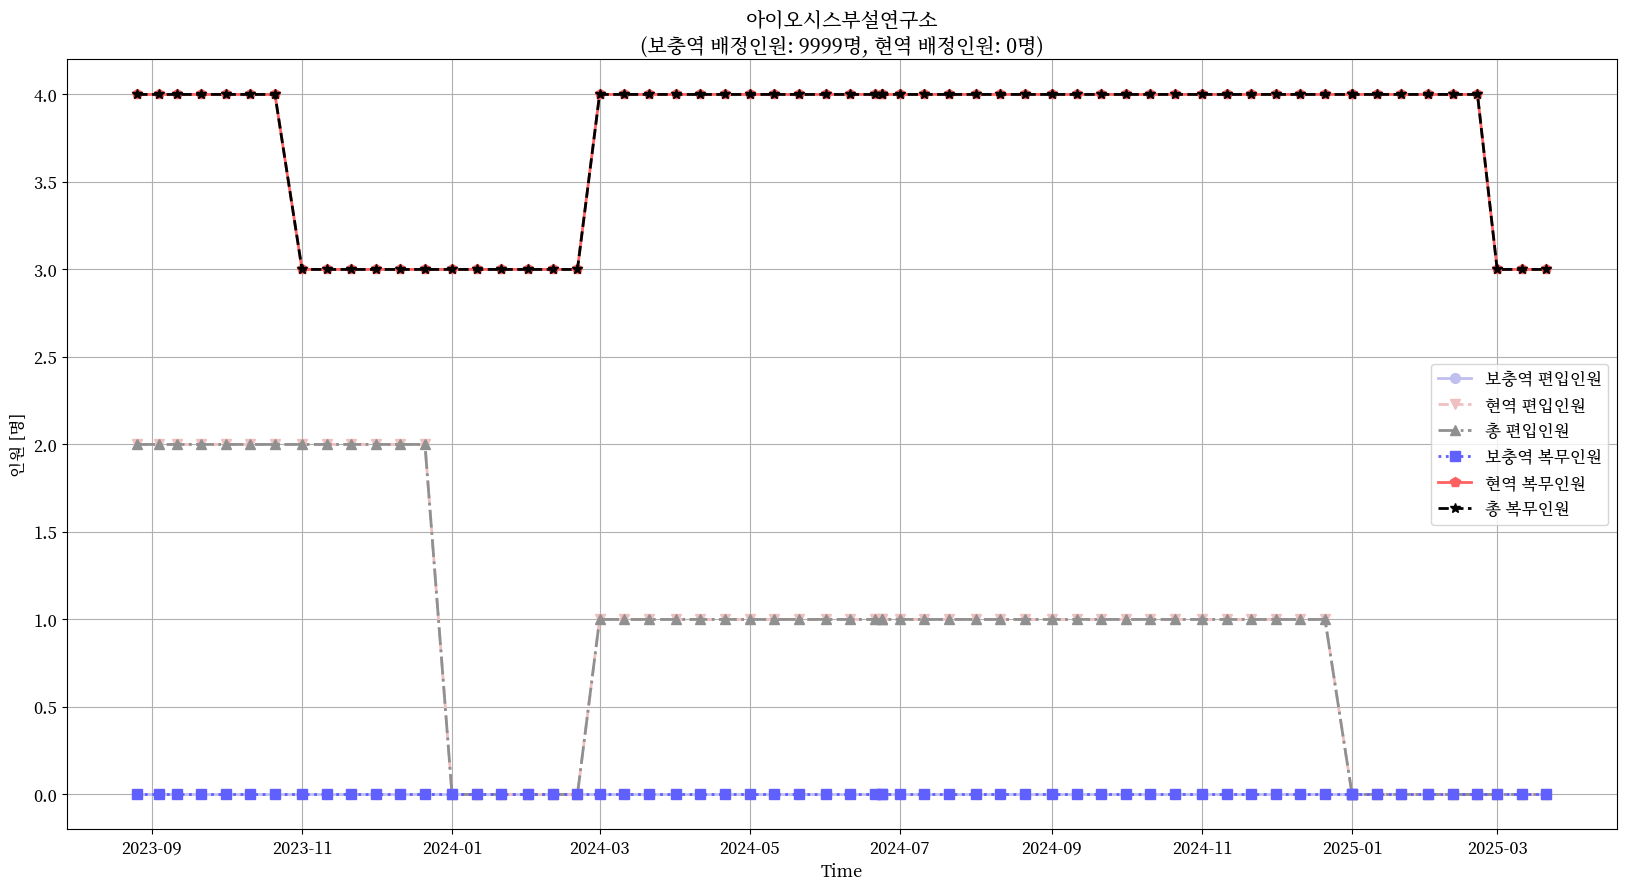 아이오시스부설연구소
(보충역 배정인원: 9999명, 현역 배정인원: 0명)
인원 [명]
4.0
3.5
3.0
2.5
2.0
1.5
1.0
0.5
0.0
보충역 편입인원
현역 편입인원
총 편입인원
보충역 복무인원
현역 복무인원
총 복무인원
2023-09 2023-11 2024-01 2024-03 2024-05 2024-07 2024-09 2024-11 2025-01 2025-03
Time